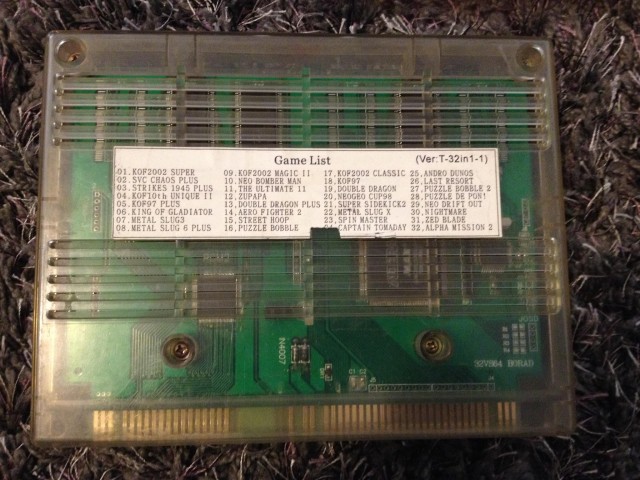 Game List
(Ver:T-32in1-1)
01.KOF2002 SUPER
02.SVC CHAOS PLUS
03.STRIKES 1945 PLUS
04.KOF10th UNIQUE II
05.KOF97 PLUS
06.KING OF GLADIATOR
07.METAL SLUG3
08.METAL SLUG 6 PLUS
09.KOF2002 MAGIC II
10.NEO BOMBER MAN
11,THE ULTIMATE 11
12,ZUPAPA
13,DOUBLE DRAGON PLUS
14,AERO FIGHTER 2
15,STREET HOOP
16,PUZZLE BOBBLE
17,KOF2002 CLASSIC
18,KOF97
19,DOUBLE DRAGON
20,NEOGEO CUP98
21,SUPER SIDEKICK2
22,METAL SLUG X
23,SPIN MASTER
24,CAPTAIN TOMADAY
25,ANDRO DUNOS
26,LAST RESORT
27,PUZZLE BOBBLE 2
28,PUZZLE DE PON!
29,NEO DRIFT OUT
30,NIGHTMARE
31,ZED BLADE
32,ALPHA MISSION 2
N4007
32VS64 BORAD